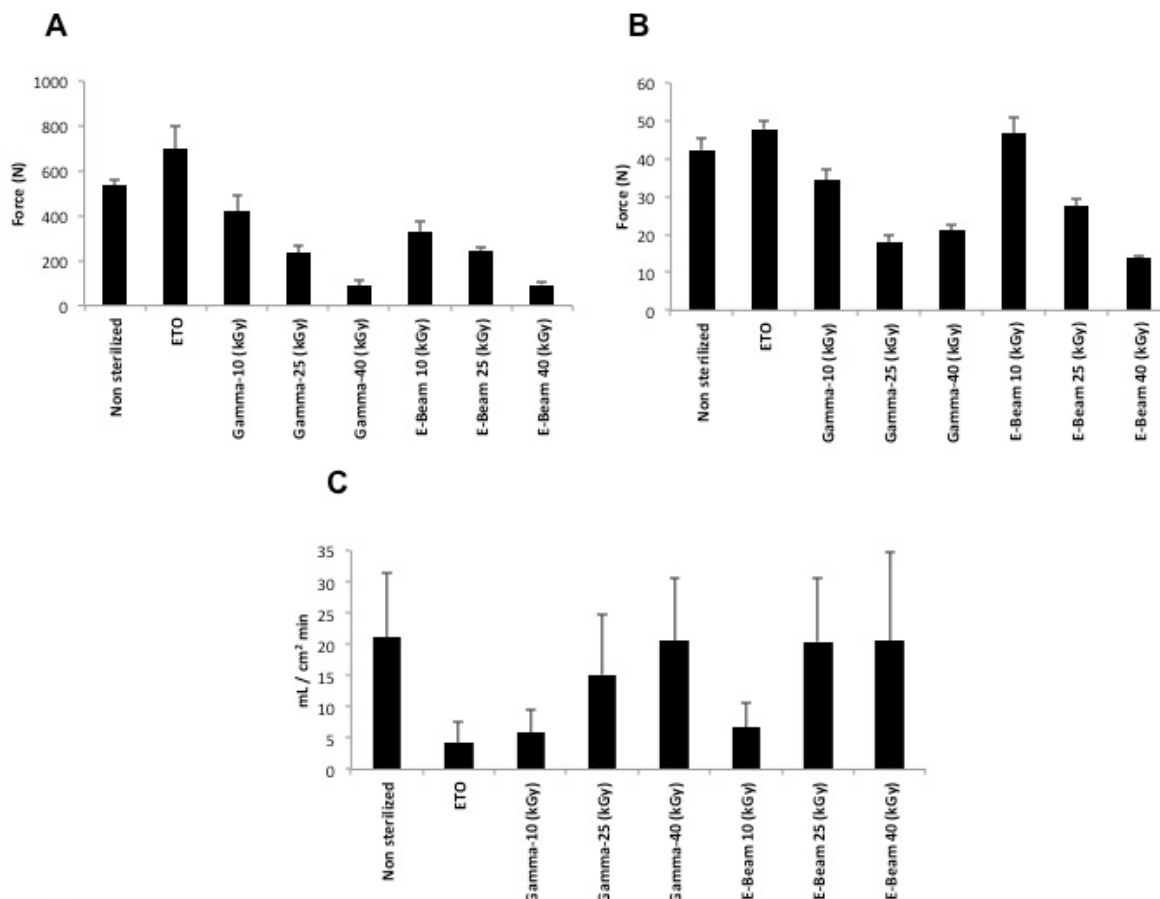 A
1000
800
600
400
200
0
Force (N)
Non sterilized
ETO
Gamma-10 (kGy)
Gamma-25 (kGy)
Gamma-40 (kGy)
E-Beam 10 (kGy)
E-Beam 25 (kGy)
E-Beam 40 (kGy)
B
60
50
40
30
20
10
0
Force (N)
Non sterilized
ETO
Gamma-10 (kGy)
Gamma-25 (kGy)
Gamma-40 (kGy)
E-Beam 10 (kGy)
E-Beam 25 (kGy)
E-Beam 40 (kGy)
C
35
30
25
20
15
10
5
0
mL / cm² min
Non sterilized
ETO
Gamma-10 (kGy)
Gamma-25 (kGy)
Gamma-40 (kGy)
E-Beam 10 (kGy)
E-Beam 25 (kGy)
E-Beam 40 (kGy)